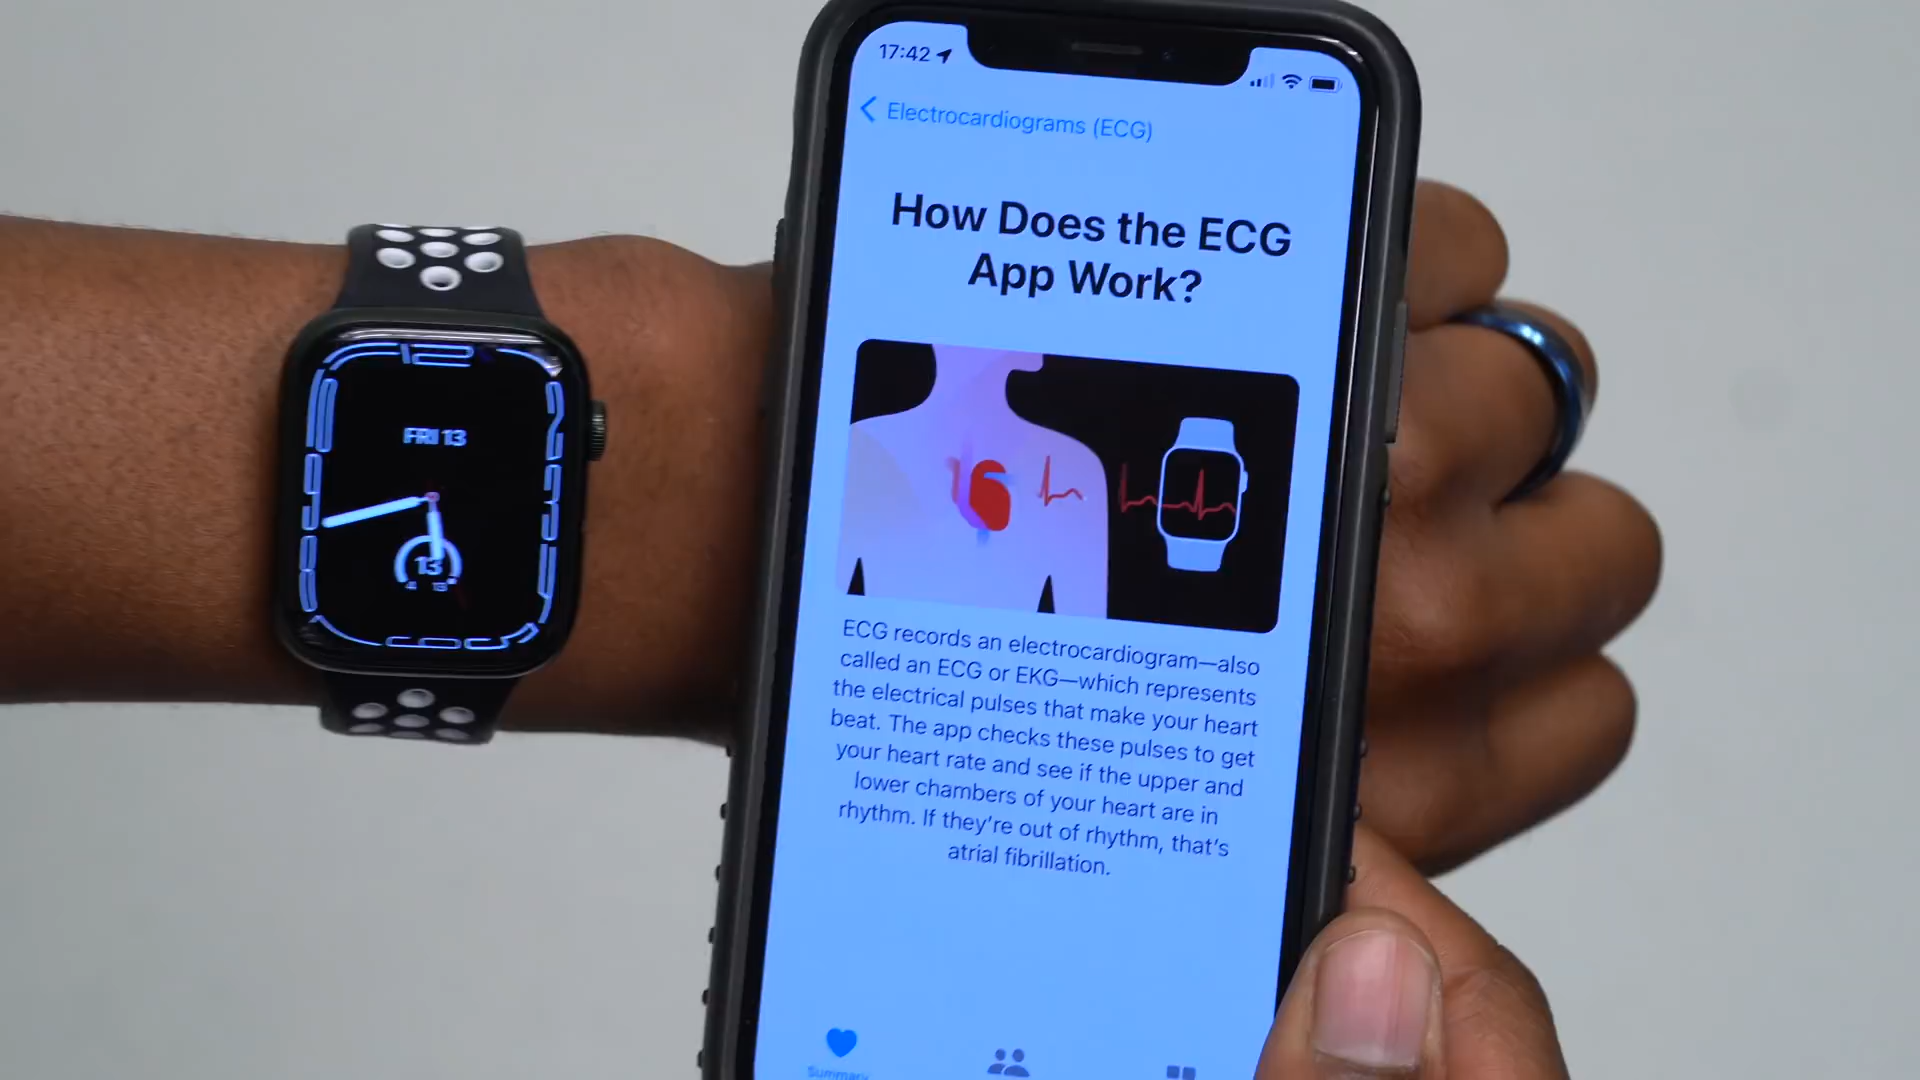 12
FRI 13
13
4 19
17:42
Electrocardiograms (ECG)
How Does the ECG
App Work?
ECG records an electrocardiogram—also
called an ECG or EKG—which represents
the electrical pulses that make your heart
beat. The app checks these pulses to get
your heart rate and see if the upper and
lower chambers of your heart are in
rhythm. If they're out of rhythm, that's
atrial fibrillation.
Summary